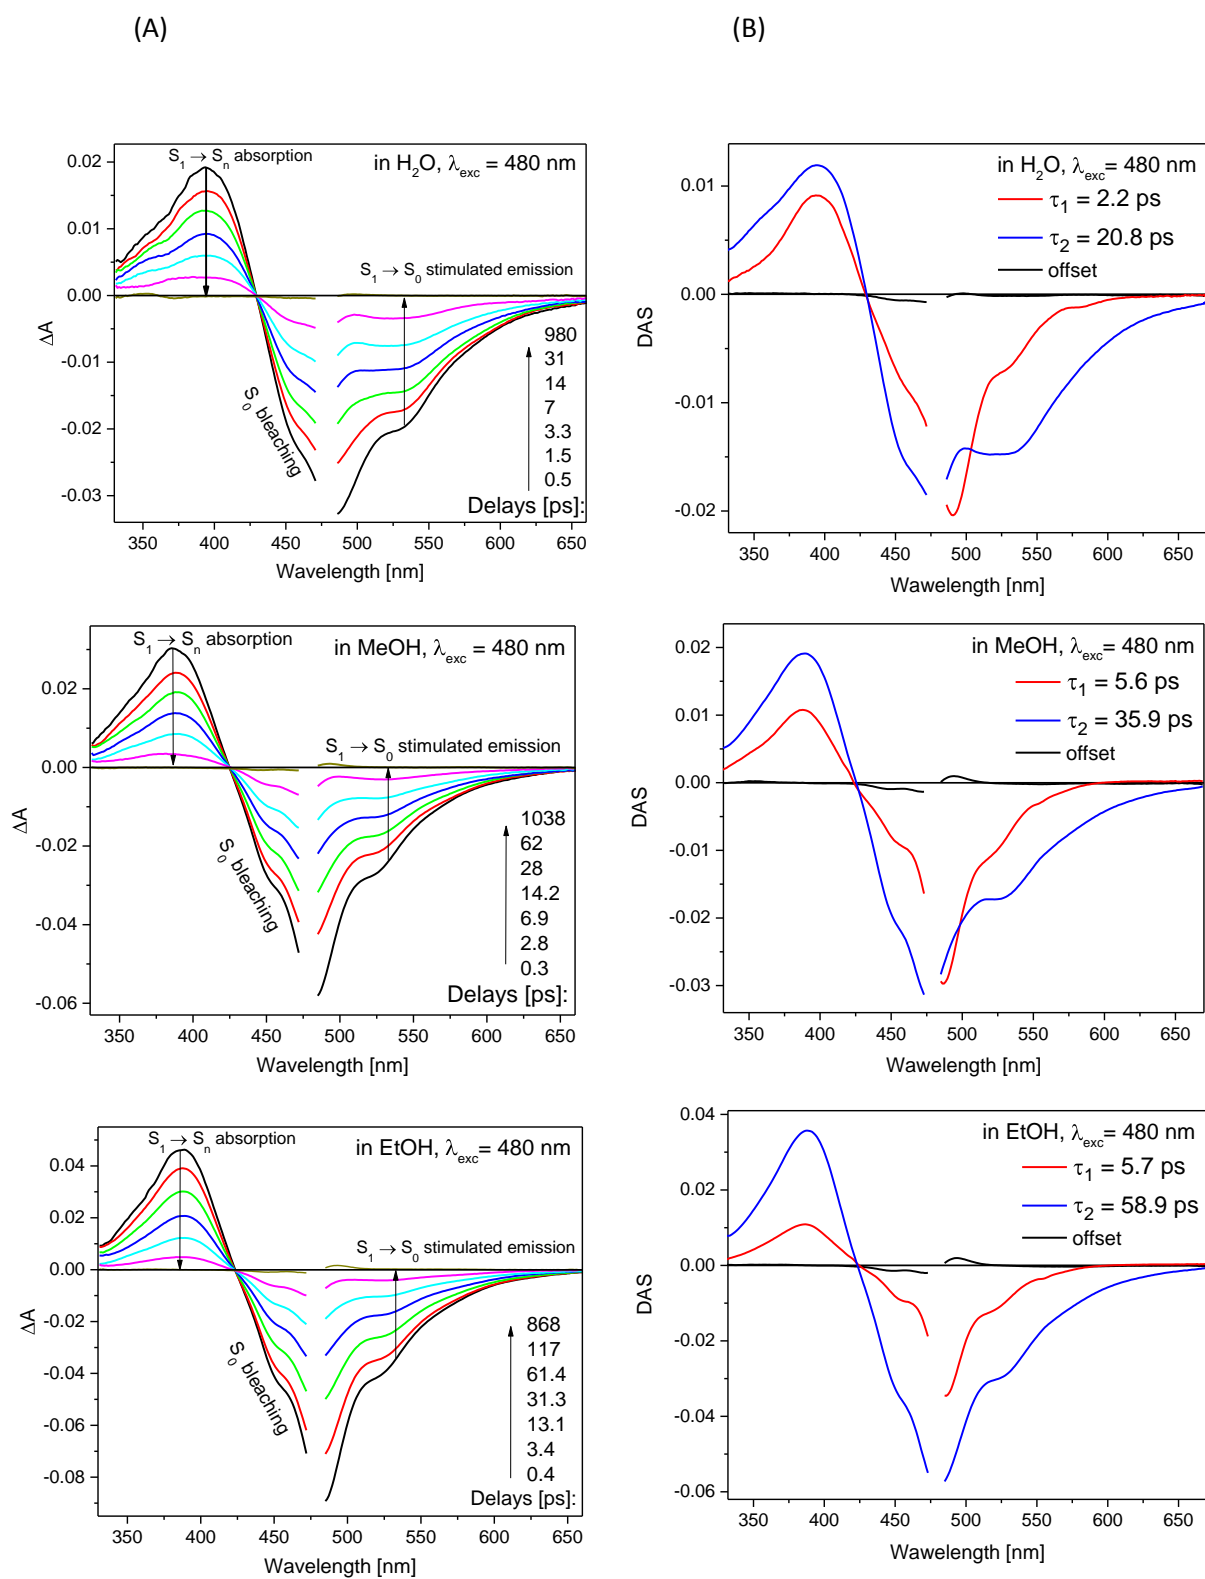 (A)
(B)
S1 → Sn absorption
in H2O, λexc = 480 nm
0.02
0.01
0.00
-0.01
-0.02
-0.03
ΔA
S1 → S0 stimulated emission
S0 bleaching
980
31
14
7
3.3
1.5
0.5
Delays [ps]:
350 400 450 500 550 600 650
Wavelength [nm]
in H2O, λexc = 480 nm
τ1 = 2.2 ps
τ2 = 20.8 ps
offset
0.01
0.00
-0.01
-0.02
DAS
350 400 450 500 550 600 650
Wawelength [nm]
S1 → Sn absorption
in MeOH, λexc = 480 nm
0.02
0.00
-0.02
-0.04
-0.06
ΔA
S1 → S0 stimulated emission
S0 bleaching
1038
62
28
14.2
6.9
2.8
0.3
Delays [ps]:
350 400 450 500 550 600 650
Wavelength [nm]
in MeOH, λexc = 480 nm
τ1 = 5.6 ps
τ2 = 35.9 ps
offset
0.02
0.01
0.00
-0.01
-0.02
-0.03
DAS
350 400 450 500 550 600 650
Wavelength [nm]
S1 → Sn absorption
in EtOH, λexc = 480 nm
0.04
0.02
0.00
-0.02
-0.04
-0.06
-0.08
ΔA
S1 → S0 stimulated emission
S0 bleaching
868
117
61.4
31.3
13.1
3.4
0.4
Delays [ps]:
350 400 450 500 550 600 650
Wavelength [nm]
in EtOH, λexc = 480 nm
τ1 = 5.7 ps
τ2 = 58.9 ps
offset
0.04
0.02
0.00
-0.02
-0.04
-0.06
DAS
350 400 450 500 550 600 650
Wawelength [nm]